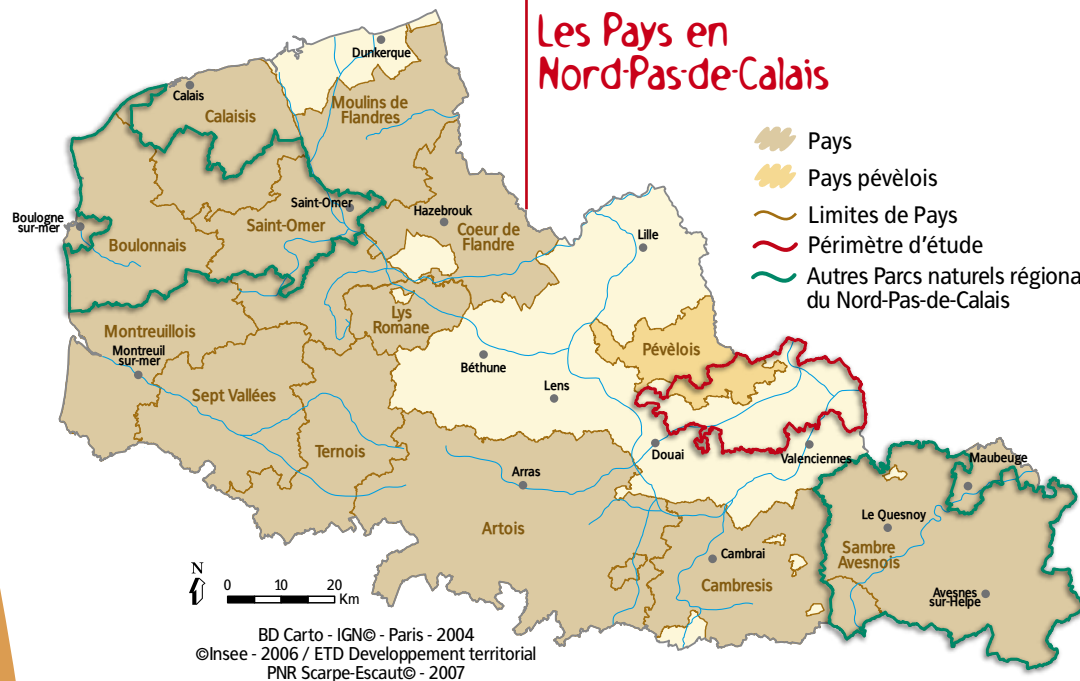 Les Pays en
Nord-Pas-de-Calais
Pays
Pays pévèlois
Limites de Pays
Périmètre d'étude
Autres Parcs naturels régiona
du Nord-Pas-de-Calais
Dunkerque
Calais
Calaisis
Moulins de
Flandres
Saint-Omer
Boulogne
sur-mer
Boulonnais
Saint-Omer
Hazebrouk
Coeur de
Flandre
Lille
Lys
Romane
Montreuillois
Montreuil
sur-mer
Pévèlois
Béthune
Sept Vallées
Lens
Ternois
Douai
Valenciennes
Arras
Maubeuge
Artois
Le Quesnoy
Cambrai
Sambre
Avesnois
Cambresis
Avesnes
sur-Helpe
N
0 10 20
Km
BD Carto - IGN© - Paris - 2004
©Insee - 2006 / ETD Developpement territorial
PNR Scarpe-Escaut© - 2007